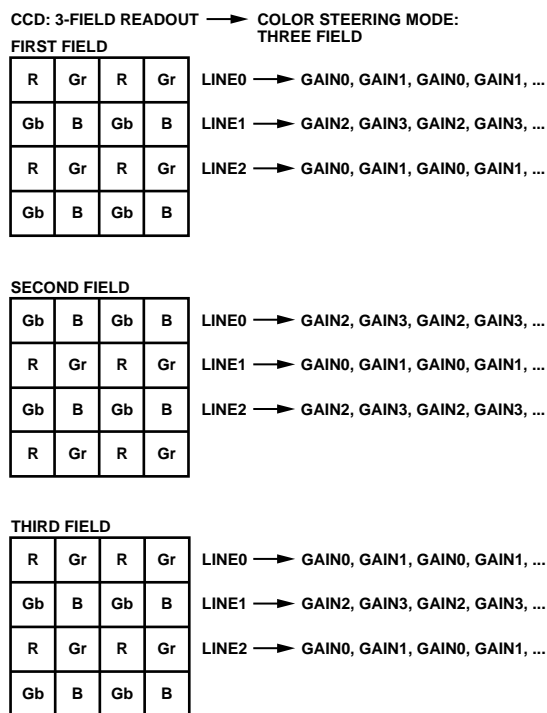 CCD: 3-FIELD READOUT → COLOR STEERING MODE:
THREE FIELD
FIRST FIELD
R Gr R Gr LINE0 → GAIN0, GAIN1, GAIN0, GAIN1, ...
Gb B Gb B LINE1 → GAIN2, GAIN3, GAIN2, GAIN3, ...
R Gr R Gr LINE2 → GAIN0, GAIN1, GAIN0, GAIN1, ...
Gb B Gb B
SECOND FIELD
Gb B Gb B LINE0 → GAIN2, GAIN3, GAIN2, GAIN3, ...
R Gr R Gr LINE1 → GAIN0, GAIN1, GAIN0, GAIN1, ...
Gb B Gb B LINE2 → GAIN2, GAIN3, GAIN2, GAIN3, ...
R Gr R Gr
THIRD FIELD
R Gr R Gr LINE0 → GAIN0, GAIN1, GAIN0, GAIN1, ...
Gb B Gb B LINE1 → GAIN2, GAIN3, GAIN2, GAIN3, ...
R Gr R Gr LINE2 → GAIN0, GAIN1, GAIN0, GAIN1, ...
Gb B Gb B